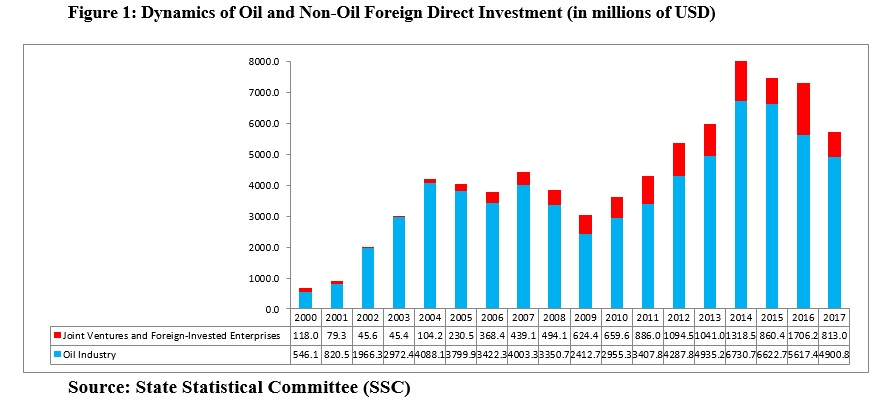 Figure 1: Dynamics of Oil and Non-Oil Foreign Direct Investment (in millions of USD)
8000.0
7000.0
6000.0
5000.0
4000.0
3000.0
2000.0
1000.0
0.0
2000 2001 2002 2003 2004 2005 2006 2007 2008 2009 2010 2011 2012 2013 2014 2015 2016 2017
Joint Ventures and Foreign-Invested Enterprises 118.0 79.3 45.6 45.4 104.2 230.5 368.4 439.1 494.1 624.4 659.6 886.0 1094.5 1041.0 1318.5 860.4 1706.2 813.0
Oil Industry 546.1 820.5 1966.3 2972.4 4088.1 3799.9 3422.3 4003.3 3350.7 2412.7 2955.3 3407.8 4287.8 4935.2 6730.7 6622.7 5617.4 4900.8
Source: State Statistical Committee (SSC)